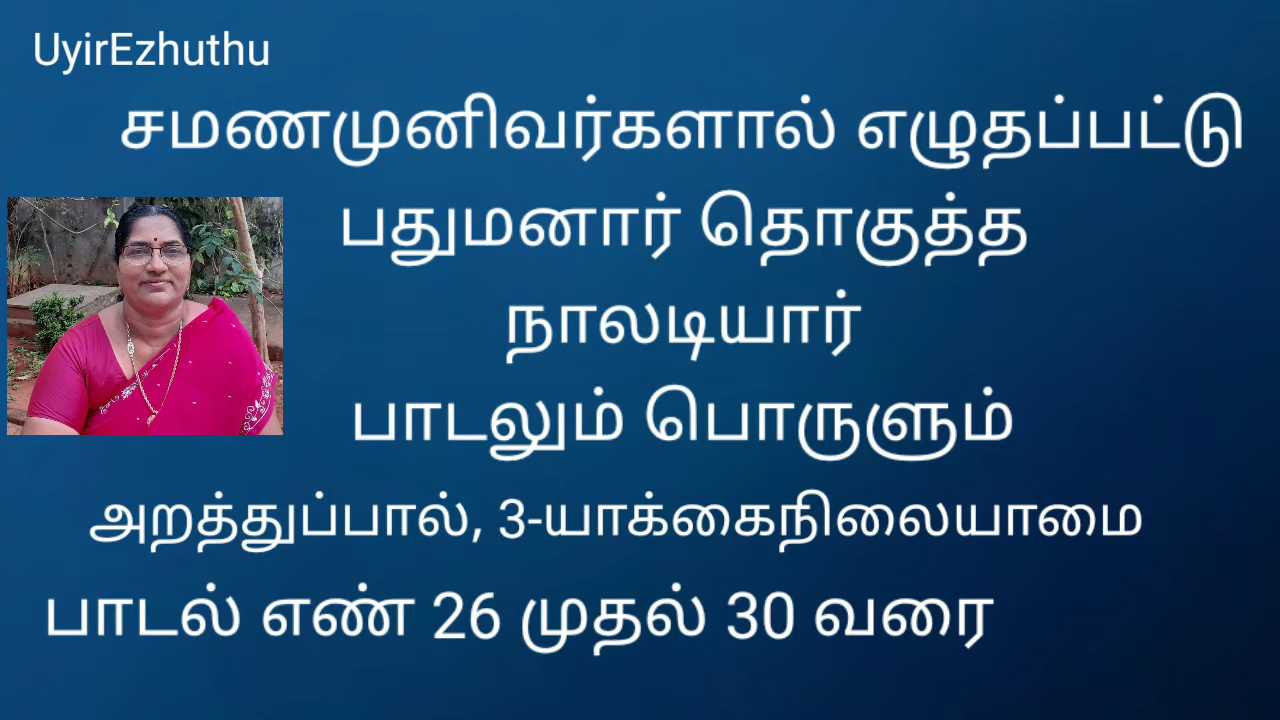 UyirEzhuthu
சமணமுனிவர்களால் எழுதப்பட்டு
பதுமனார் தொகுத்த
நாலடியார்
பாடலும் பொருளும்
அறத்துப்பால், 3-யாக்கைநிலையாமை
பாடல் எண் 26 முதல் 30 வரை